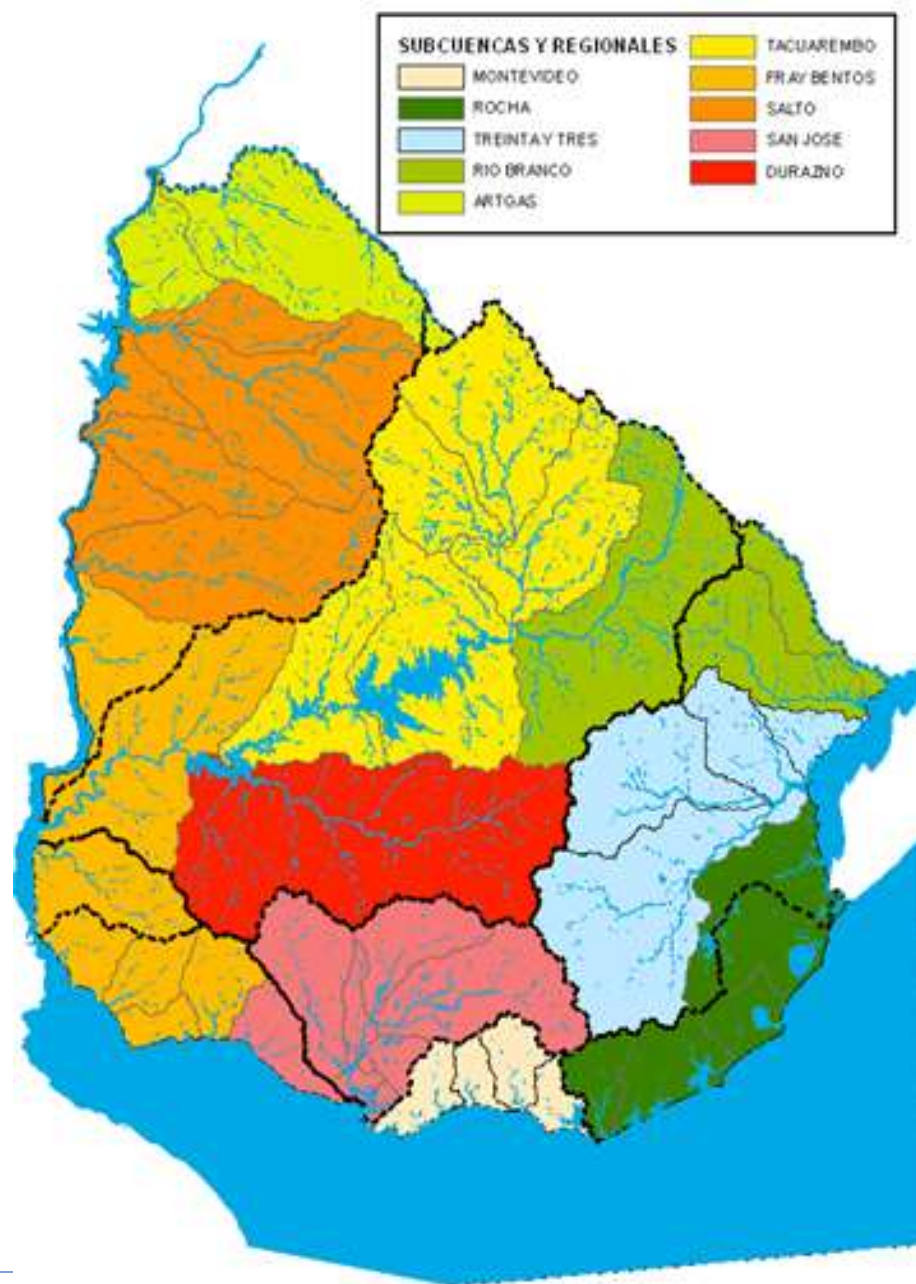 SUBCUENCAS Y REGIONALES
MONTEVIDEO
ROCHA
TREINTA Y TRES
RIO BRANCO
ARTGAS
TACUAREMBO
FRAY BENTOS
SALTO
SAN JOSE
DURAZNO